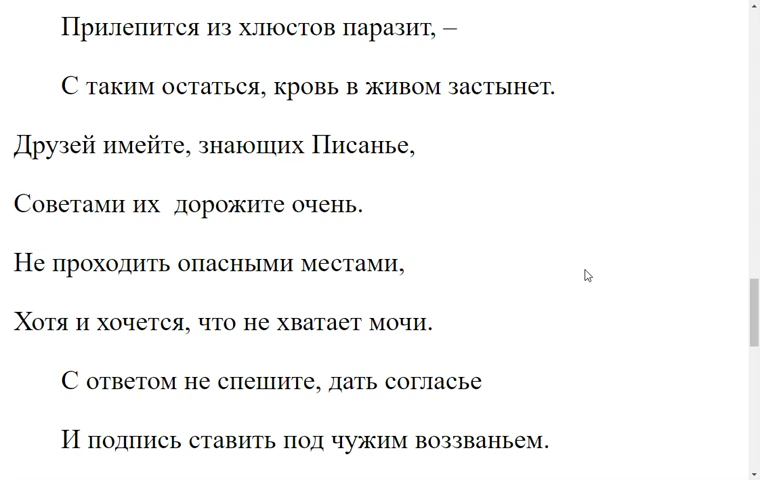 Прилепится из хлюстов паразит, –
С таким остаться, кровь в живом застынет.
Друзей имейте, знающих Писанье,
Советами их  дорожите очень.
Не проходить опасными местами,
Хотя и хочется, что не хватает мочи.
С ответом не спешите, дать согласье
И подпись ставить под чужим воззваньем.